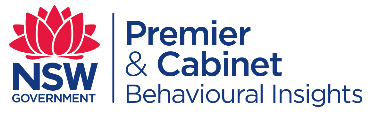 NSW
GOVERNMENT
Premier
& Cabinet
Behavioural Insights